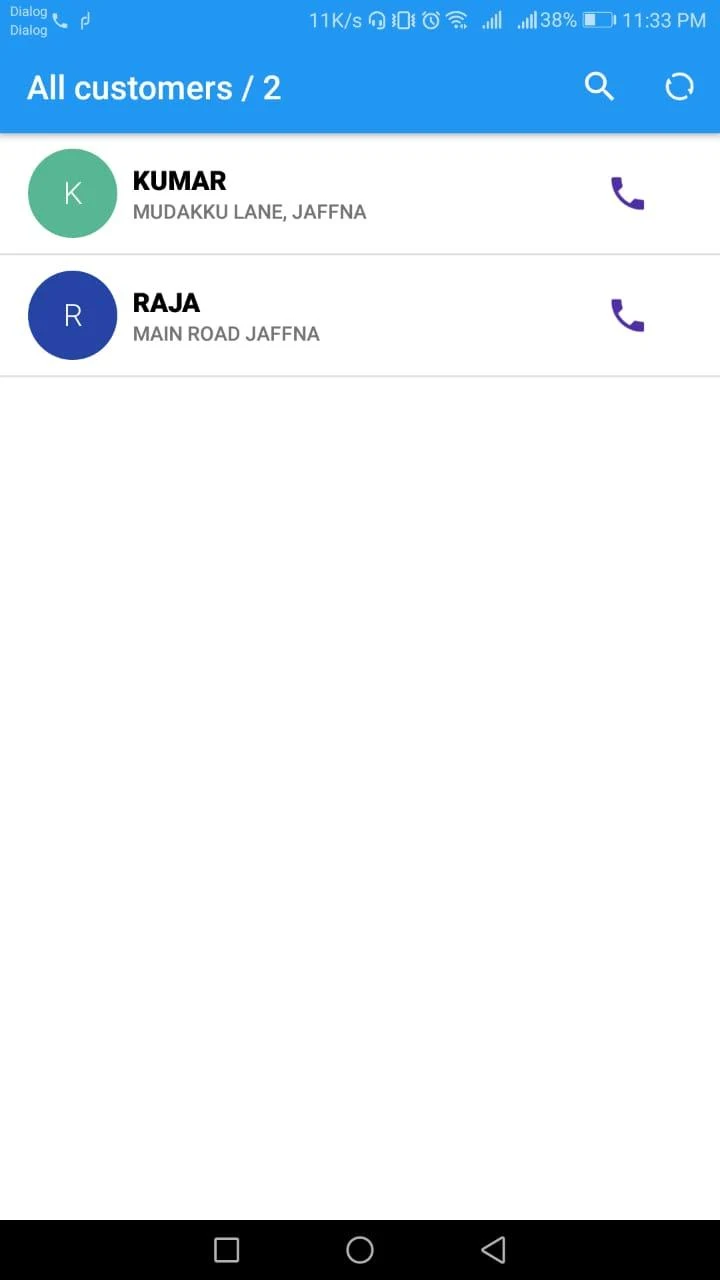 Dialog
Dialog
11K/s 38% 11:33 PM
All customers / 2
K
KUMAR
MUDAKKU LANE, JAFFNA
R
RAJA
MAIN ROAD JAFFNA